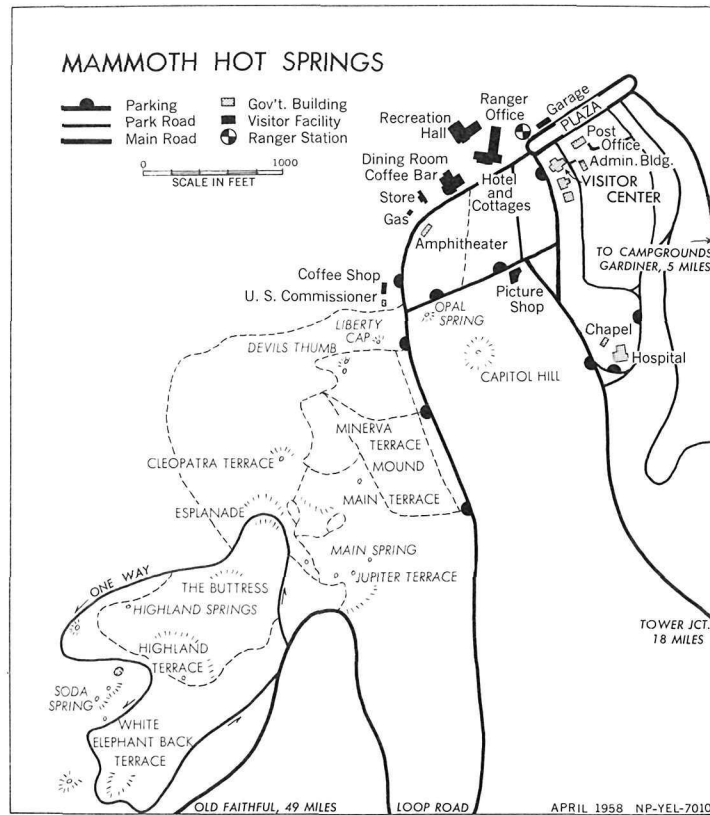 MAMMOTH HOT SPRINGS
Parking
Park Road
Main Road
Gov't. Building
Visitor Facility
Ranger Station
0 1000
SCALE IN FEET
Recreation
Hall
Ranger
Office
Garage
PLAZA
Post
Office
Admin. Bldg.
VISITOR
CENTER
Dining Room
Coffee Bar
Hotel
and
Cottages
Store
Gas
Amphitheater
TO CAMPGROUNDS
GARDINER, 5 MILES
Coffee Shop
U. S. Commissioner
Picture
Shop
OPAL
SPRING
LIBERTY
CAP
DEVILS THUMB
CAPITOL HILL
Chapel
Hospital
MINERVA
TERRACE
CLEOPATRA TERRACE
MOUND
MAIN TERRACE
ESPLANADE
MAIN SPRING
JUPITER TERRACE
ONE WAY
THE BUTTRESS
HIGHLAND SPRINGS
HIGHLAND
TERRACE
TOWER JCT.
18 MILES
SODA
SPRING
WHITE
ELEPHANT BACK
TERRACE
OLD FAITHFUL, 49 MILES
LOOP ROAD
APRIL 1958 NP-YEL-7010